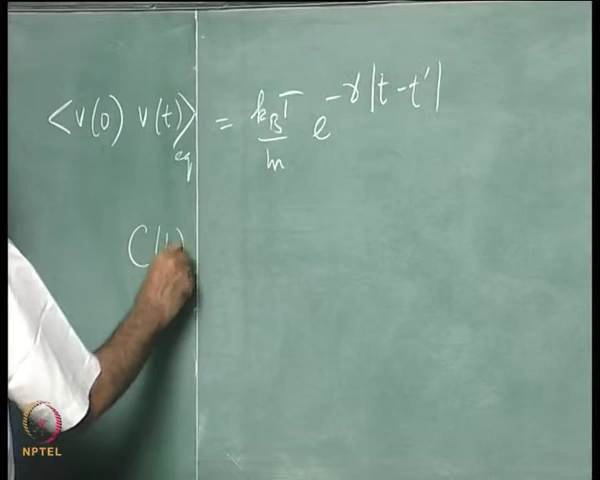 <v(0) v(t)>eq = kBT/m e^-γ|t-t'|
C(t)
NPTEL